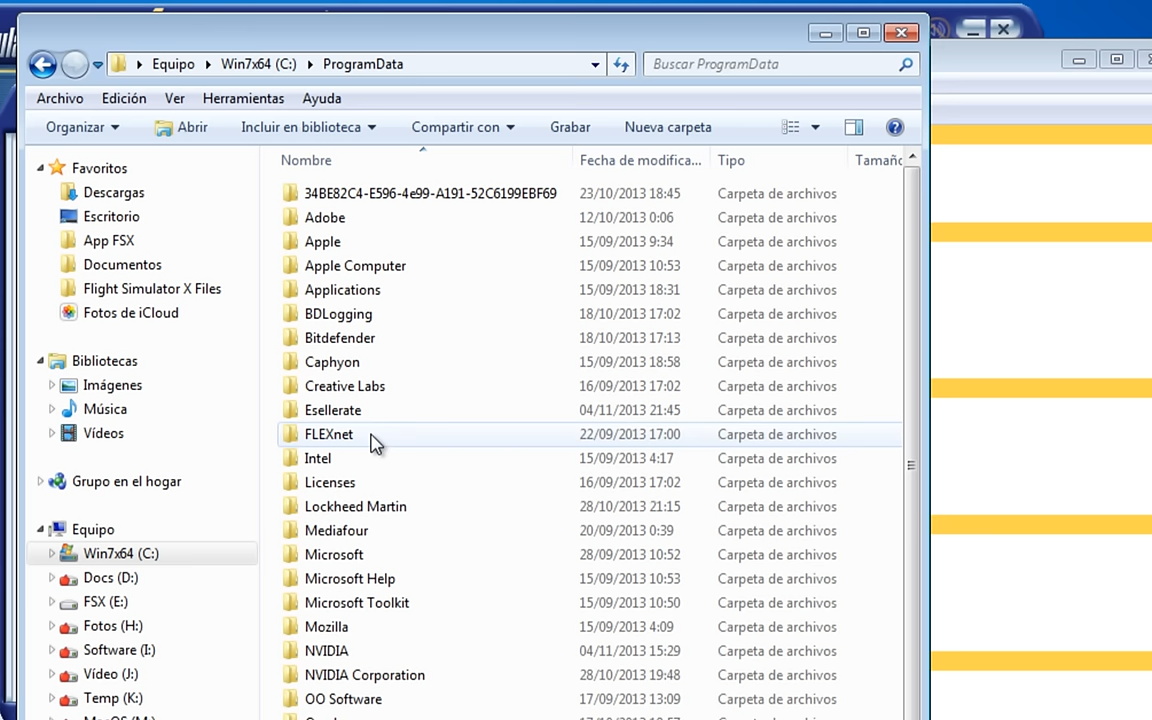 Equipo Win7x64 (C:) ProgramData
Buscar ProgramData
Archivo Edición Ver Herramientas Ayuda
Organizar Abrir Incluir en biblioteca Compartir con Grabar Nueva carpeta
Favoritos
Descargas
Escritorio
App FSX
Documentos
Flight Simulator X Files
Fotos de iCloud
Bibliotecas
Imágenes
Música
Vídeos
Grupo en el hogar
Equipo
Win7x64 (C:)
Docs (D:)
FSX (E:)
Fotos (H:)
Software (I:)
Vídeo (J:)
Temp (K:)
Nombre Fecha de modifica... Tipo Tamaño
34BE82C4-E596-4e99-A191-52C6199EBF69 23/10/2013 18:45 Carpeta de archivos
Adobe 12/10/2013 0:06 Carpeta de archivos
Apple 15/09/2013 9:34 Carpeta de archivos
Apple Computer 15/09/2013 10:53 Carpeta de archivos
Applications 15/09/2013 18:31 Carpeta de archivos
BDLogging 18/10/2013 17:02 Carpeta de archivos
Bitdefender 18/10/2013 17:13 Carpeta de archivos
Caphyon 15/09/2013 18:58 Carpeta de archivos
Creative Labs 16/09/2013 17:02 Carpeta de archivos
Esellerate 04/11/2013 21:45 Carpeta de archivos
FLEXnet 22/09/2013 17:00 Carpeta de archivos
Intel 15/09/2013 4:17 Carpeta de archivos
Licenses 16/09/2013 17:02 Carpeta de archivos
Lockheed Martin 28/10/2013 21:15 Carpeta de archivos
Mediafour 20/09/2013 0:39 Carpeta de archivos
Microsoft 28/09/2013 10:52 Carpeta de archivos
Microsoft Help 15/09/2013 10:53 Carpeta de archivos
Microsoft Toolkit 15/09/2013 10:50 Carpeta de archivos
Mozilla 15/09/2013 4:09 Carpeta de archivos
NVIDIA 04/11/2013 15:29 Carpeta de archivos
NVIDIA Corporation 28/10/2013 19:48 Carpeta de archivos
OO Software 17/09/2013 13:09 Carpeta de archivos